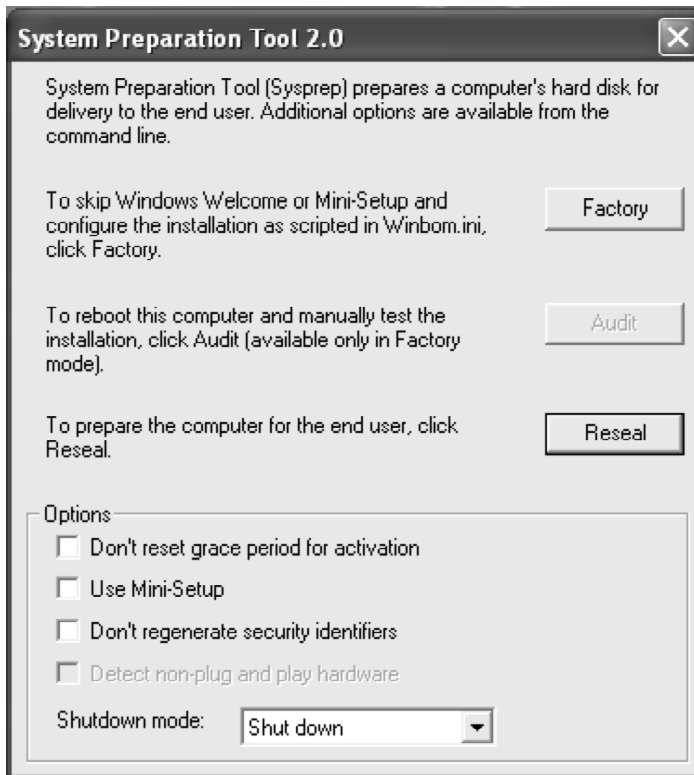 System Preparation Tool 2.0
System Preparation Tool (Sysprep) prepares a computer's hard disk for
delivery to the end user. Additional options are available from the
command line.
To skip Windows Welcome or Mini-Setup and
configure the installation as scripted in Winbom.ini,
click Factory.
Factory
To reboot this computer and manually test the
installation, click Audit (available only in Factory
mode).
Audit
To prepare the computer for the end user, click
Reseal.
Reseal
Options
Don't reset grace period for activation
Use Mini-Setup
Don't regenerate security identifiers
Detect non-plug and play hardware
Shutdown mode: Shut down